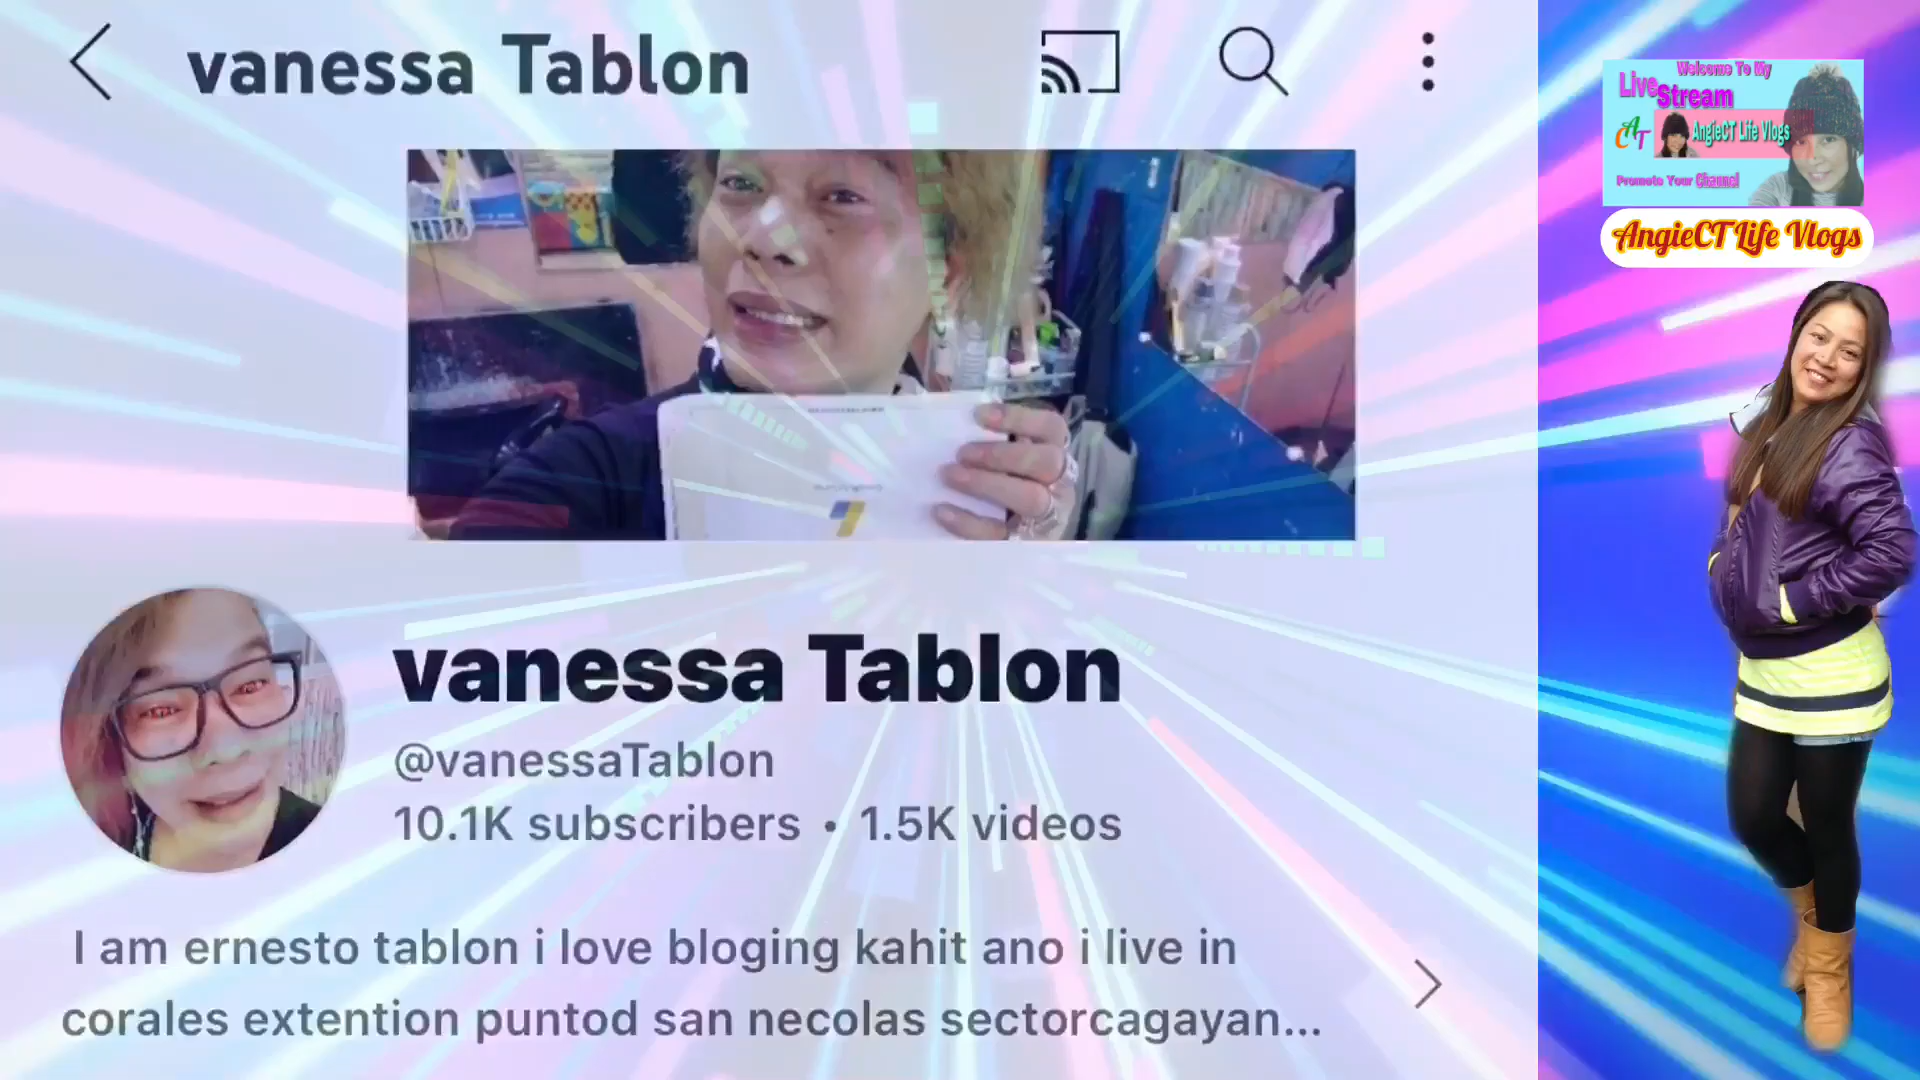 vanessa Tablon
vanessa Tablon
@vanessaTablon
10.1K subscribers • 1.5K videos
I am ernesto tablon i love bloging kahit ano i live in
corales extention puntod san necolas sectorcagayan...
Welcome To My
Live
Stream
ACT
AngieCT Life Vlogs
Promote Your Channel
AngieCT Life Vlogs